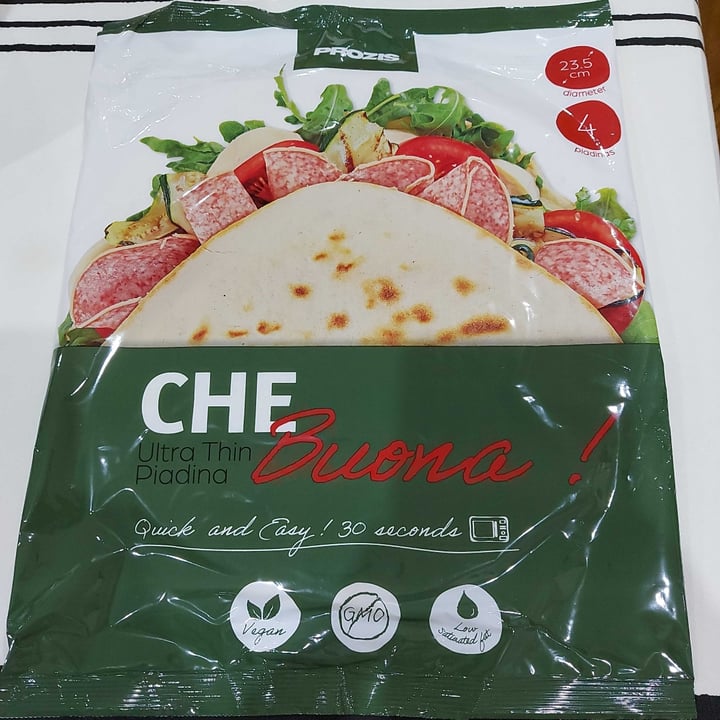 PROZIS
23.5
cm
diameter
4
piadinas
CHE
Buona !
Ultra Thin
Piadina
Quick and Easy! 30 seconds
Vegan
GMO
Low
saturated fat